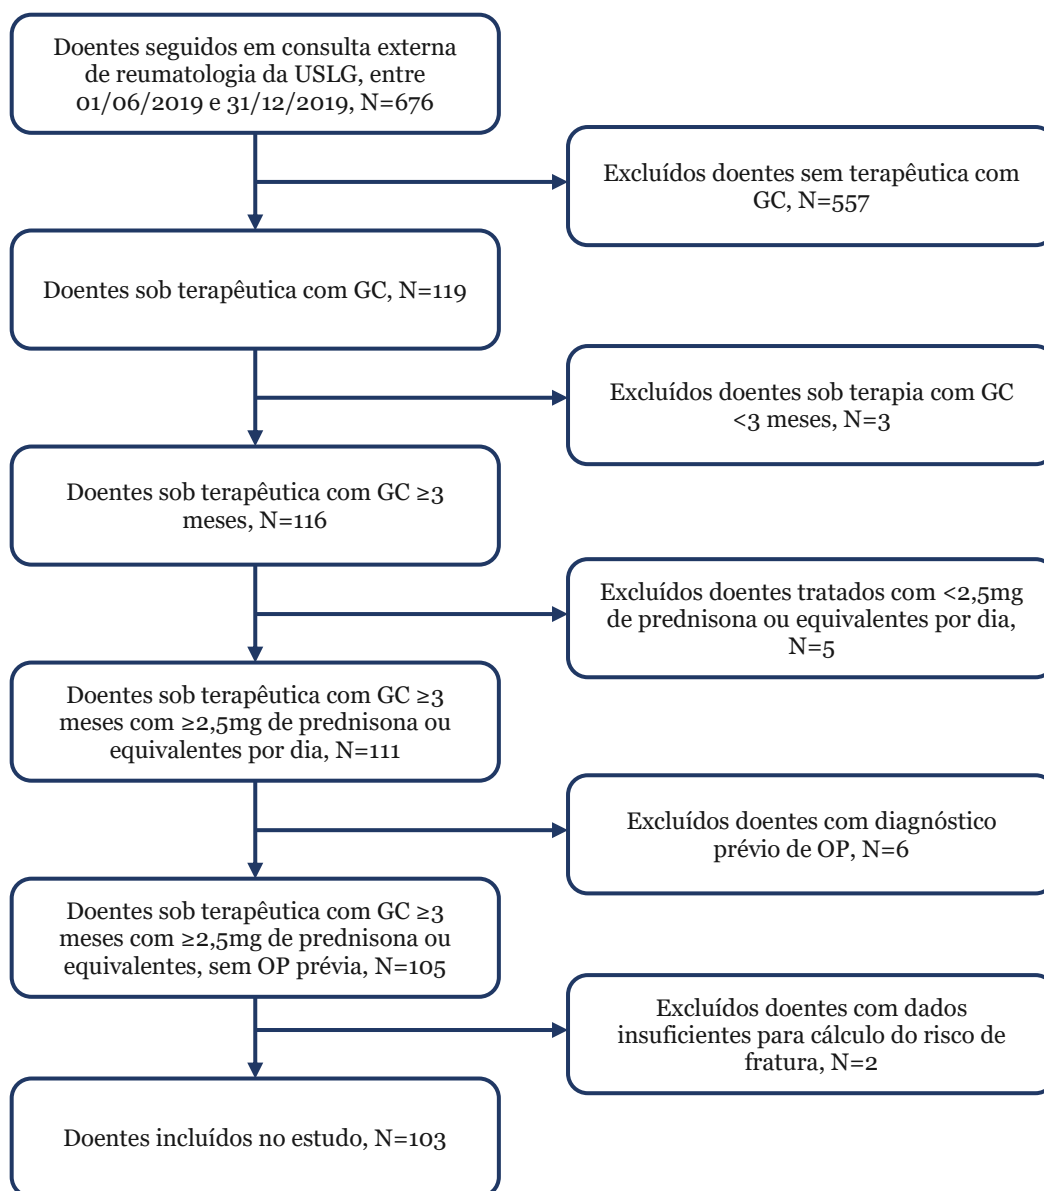 Doentes seguidos em consulta externa
de reumatologia da USLG, entre
01/06/2019 e 31/12/2019, N=676
Excluídos doentes sem terapêutica com
GC, N=557
Doentes sob terapêutica com GC, N=119
Excluídos doentes sob terapia com GC
<3 meses, N=3
Doentes sob terapêutica com GC ≥3
meses, N=116
Excluídos doentes tratados com <2,5mg
de prednisona ou equivalentes por dia,
N=5
Doentes sob terapêutica com GC ≥3
meses com ≥2,5mg de prednisona ou
equivalentes por dia, N=111
Excluídos doentes com diagnóstico
prévio de OP, N=6
Doentes sob terapêutica com GC ≥3
meses com ≥2,5mg de prednisona ou
equivalentes, sem OP prévia, N=105
Excluídos doentes com dados
insuficientes para cálculo do risco de
fratura, N=2
Doentes incluídos no estudo, N=103